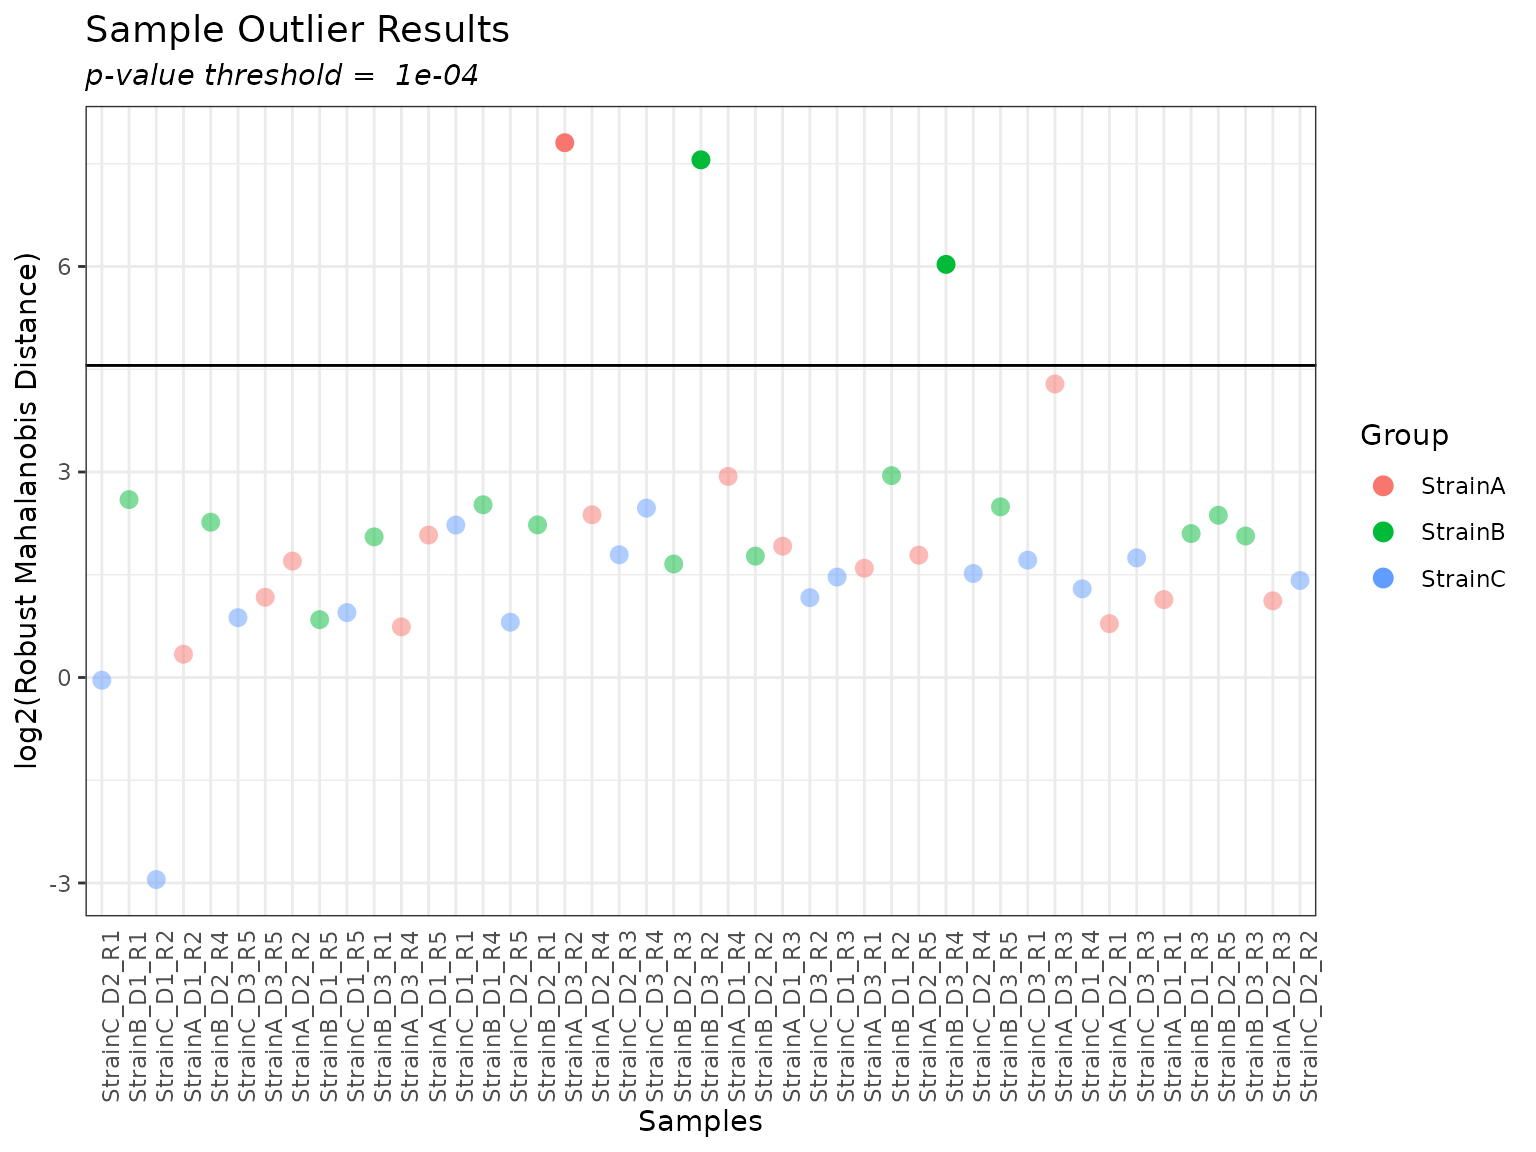 Sample Outlier Results
p-value threshold =  1e-04
log2(Robust Mahalanobis Distance)
6
3
0
-3
StrainC_D2_R1
StrainB_D1_R1
StrainC_D1_R2
StrainA_D1_R2
StrainB_D2_R4
StrainC_D3_R5
StrainA_D3_R5
StrainA_D2_R2
StrainB_D1_R5
StrainC_D1_R5
StrainB_D3_R1
StrainA_D3_R4
StrainA_D1_R5
StrainC_D1_R1
StrainB_D1_R4
StrainC_D2_R5
StrainB_D2_R1
StrainA_D3_R2
StrainA_D2_R4
StrainC_D2_R3
StrainC_D3_R4
StrainB_D2_R3
StrainB_D3_R2
StrainA_D1_R4
StrainB_D2_R2
StrainA_D1_R3
StrainC_D3_R2
StrainC_D1_R3
StrainA_D3_R1
StrainB_D1_R2
StrainA_D2_R5
StrainB_D3_R4
StrainC_D2_R4
StrainB_D3_R5
StrainC_D3_R1
StrainA_D3_R3
StrainC_D1_R4
StrainA_D2_R1
StrainC_D3_R3
StrainA_D1_R1
StrainB_D1_R3
StrainB_D2_R5
StrainB_D3_R3
StrainA_D2_R3
StrainC_D2_R2
Samples
Group
StrainA
StrainB
StrainC